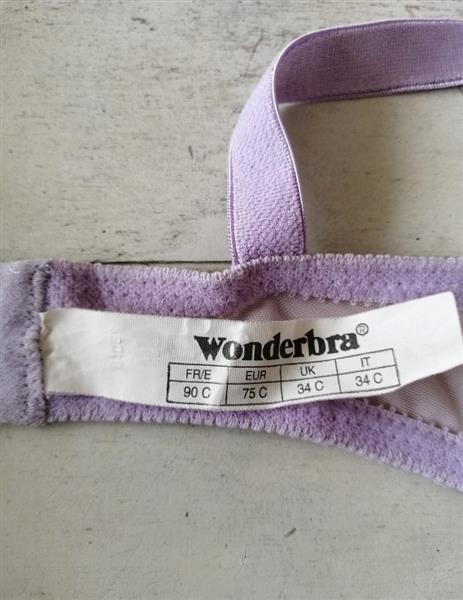 Wonderbra®
FR/E EUR UK IT
90 C 75 C 34 C 34 C